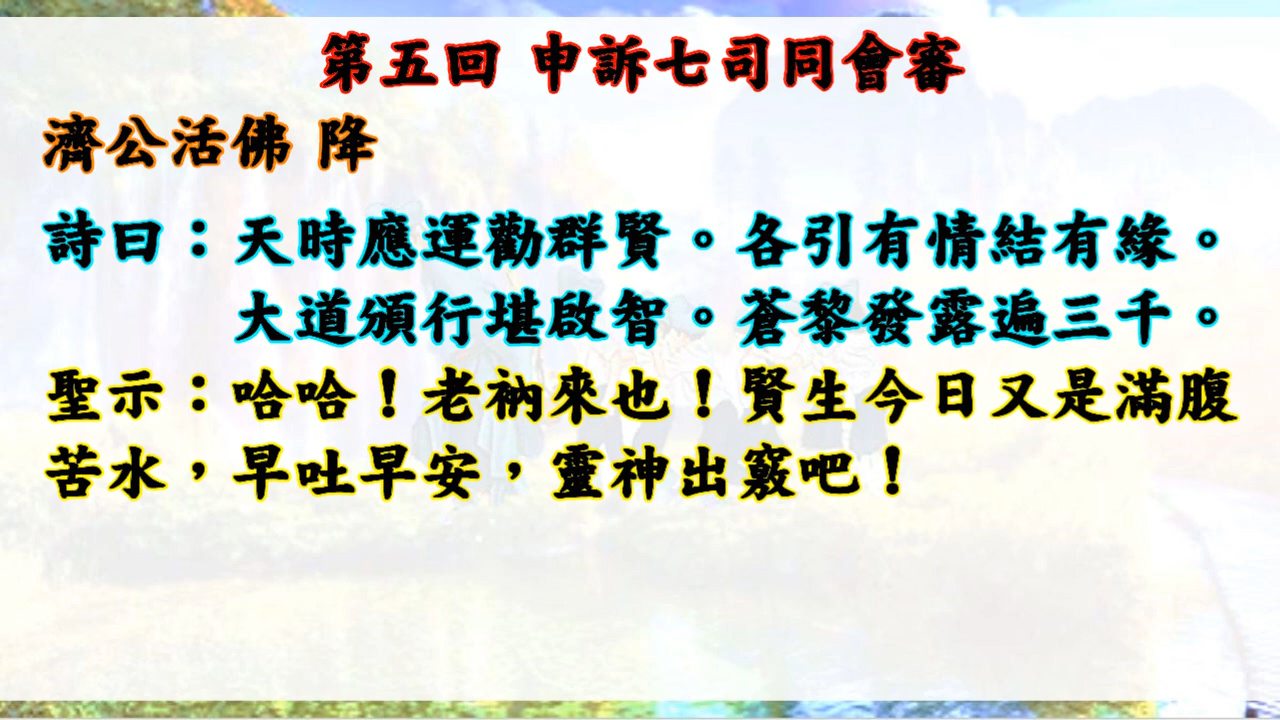 第五回 申訴七司同會審
濟公活佛 降
詩曰：天時應運勸群賢。各引有情結有緣。
大道頒行堪啟智。蒼黎發露遍三千。
聖示：哈哈！老衲來也！賢生今日又是滿腹
苦水，早吐早安，靈神出竅吧！